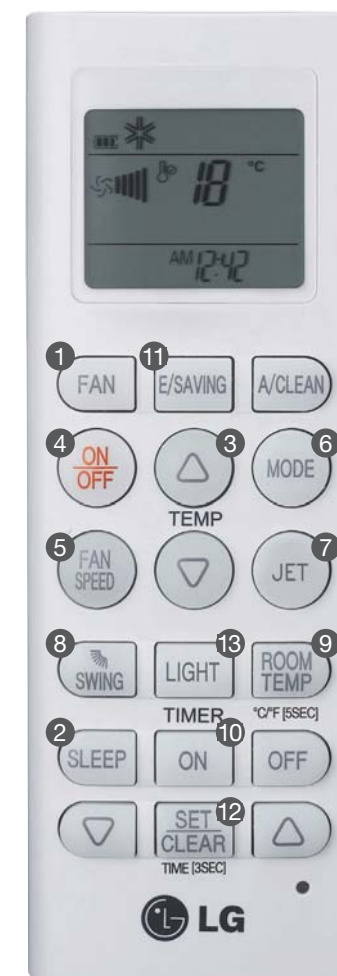 18 °C
AM 12:42
1 11
FAN E/SAVING A/CLEAN
4 3 6
ON
OFF MODE
TEMP
5 7
FAN
SPEED JET
8 13 9
SWING LIGHT ROOM
TEMP
TIMER °C/°F [5SEC]
2 10
SLEEP ON OFF
12
SET
CLEAR
TIME [3SEC]
LG